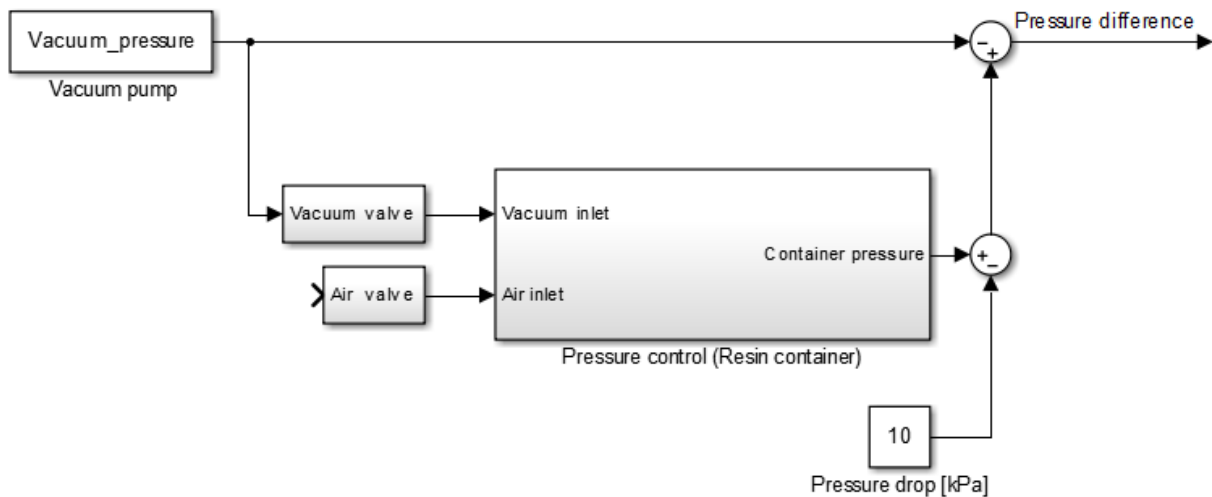 Pressure difference
Vacuum_pressure
Vacuum pump
Vacuum valve
Vacuum inlet
Container pressure
Air valve
Air inlet
Pressure control (Resin container)
10
Pressure drop [kPa]